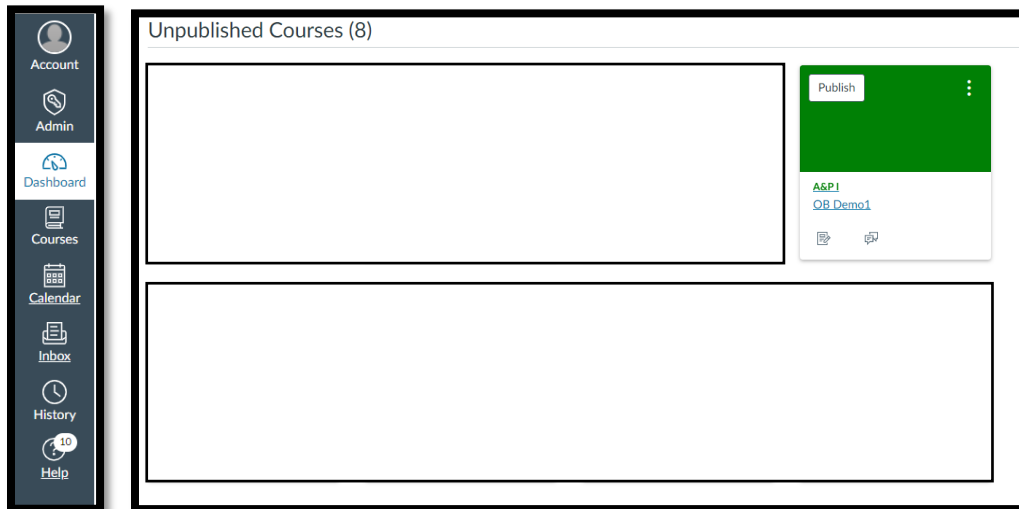 Account
Admin
Dashboard
Courses
Calendar
Inbox
History
10
Help
Unpublished Courses (8)
Publish
A&P I
OB Demo1